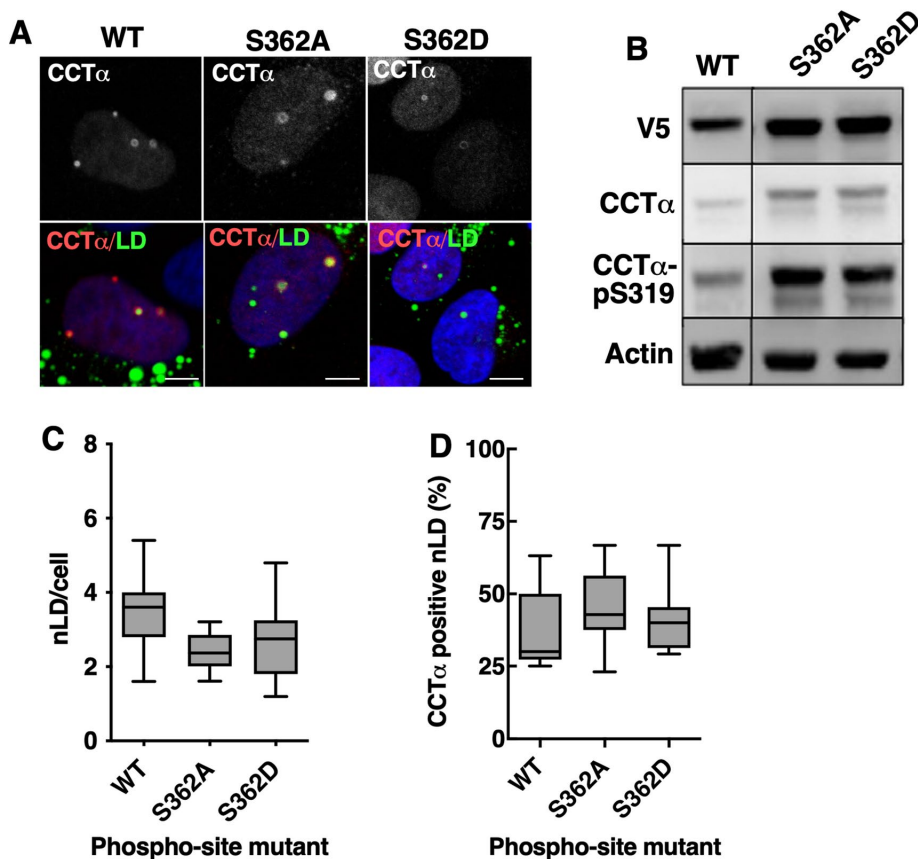 A
WT
S362A
S362D
CCTα
CCTα
CCTα
CCTα/LD
CCTα/LD
CCTα/LD
B
WT
S362A
S362D
V5
CCTα
CCTα-
pS319
Actin
C
8
6
4
2
0
nLD/cell
WT
S362A
S362D
Phospho-site mutant
D
100
75
50
25
0
CCTα positive nLD (%)
WT
S362A
S362D
Phospho-site mutant